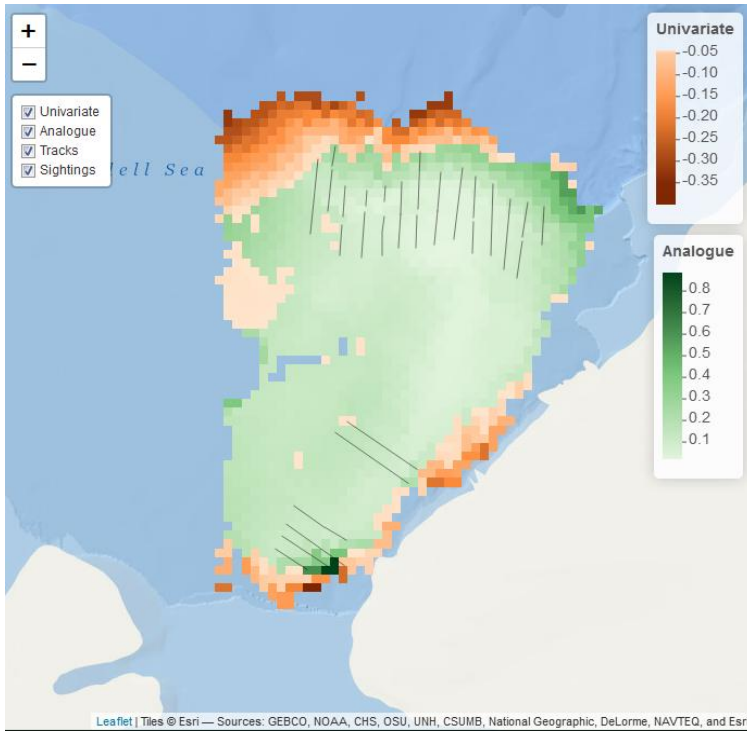 +
−
Univariate
Analogue
Tracks
Sightings
dell Sea
Univariate
-0.05
-0.10
-0.15
-0.20
-0.25
-0.30
-0.35
Analogue
0.8
0.7
0.6
0.5
0.4
0.3
0.2
0.1
Leaflet | Tiles © Esri — Sources: GEBCO, NOAA, CHS, OSU, UNH, CSUMB, National Geographic, DeLorme, NAVTEQ, and Esri